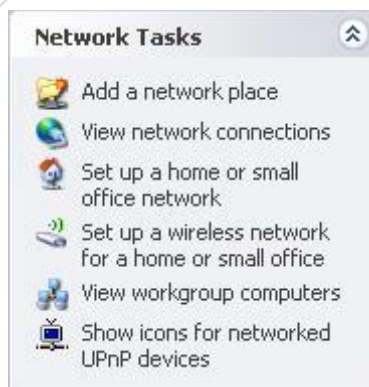 Network Tasks
Add a network place
View network connections
Set up a home or small
office network
Set up a wireless network
for a home or small office
View workgroup computers
Show icons for networked
UPnP devices